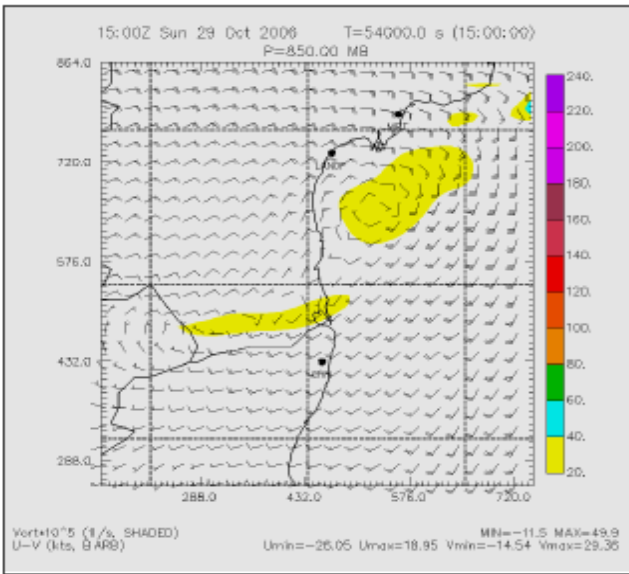 15:00Z Sun 29 Oct 2006 T=54000.0 s (15:00:00)
P=850.00 MB
864.0
720.0
576.0
432.0
288.0
288.0 432.0 576.0 720.0
240.
220.
200.
180.
160.
140.
120.
100.
80.
60.
40.
20.
Vort*10^5 (1/s, SHADED)
U-V (kts, BARB)
MIN=-11.5 MAX=49.9
Umin=-26.05 Umax=18.95 Vmin=-14.54 Vmax=29.36